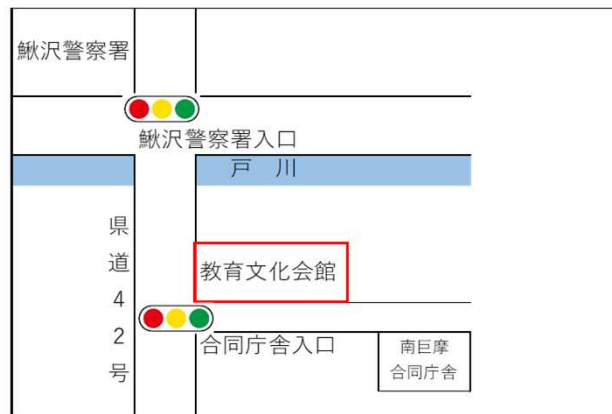 鰍沢警察署
鰍沢警察署入口
戸　川
県道42号
教育文化会館
合同庁舎入口
南巨摩
合同庁舎